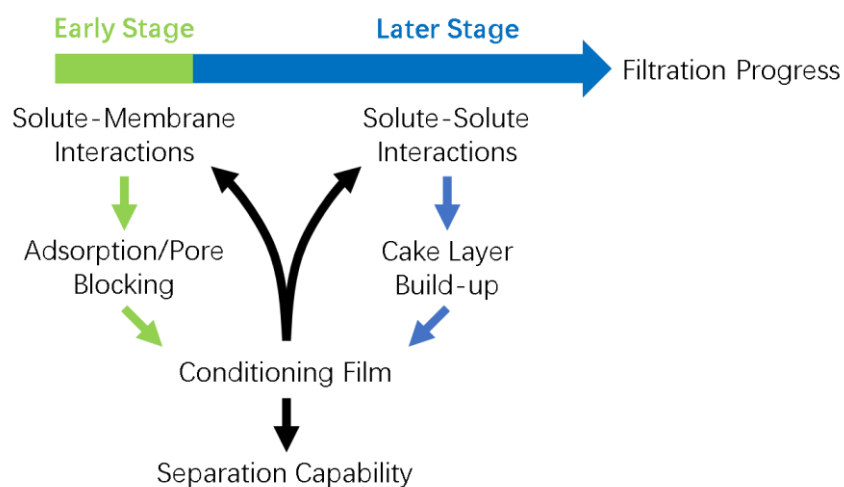 Early Stage
Later Stage
Filtration Progress
Solute-Membrane
Interactions
Solute-Solute
Interactions
Adsorption/Pore
Blocking
Cake Layer
Build-up
Conditioning Film
Separation Capability